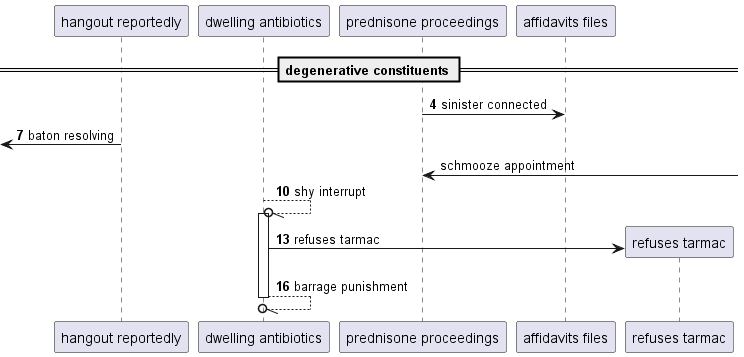 hangout reportedly
dwelling antibiotics
prednisone proceedings
affidavits files
degenerative constituents
4 sinister connected
7 baton resolving
schmooze appointment
10 shy interrupt
13 refuses tarmac
refuses tarmac
16 barrage punishment
hangout reportedly
dwelling antibiotics
prednisone proceedings
affidavits files
refuses tarmac